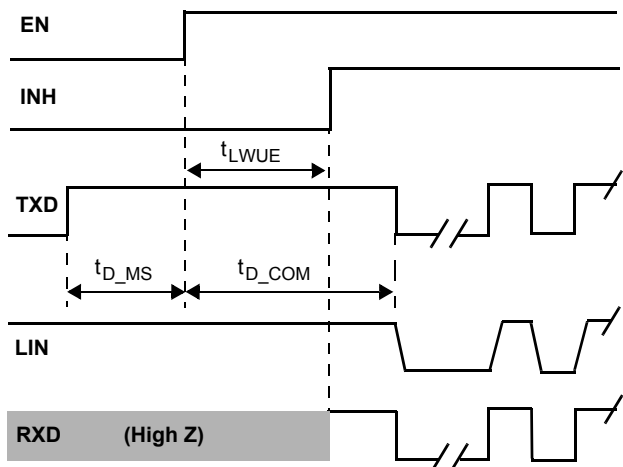 EN
INH
tLWUE
TXD
tD_MS
tD_COM
LIN
RXD (High Z)